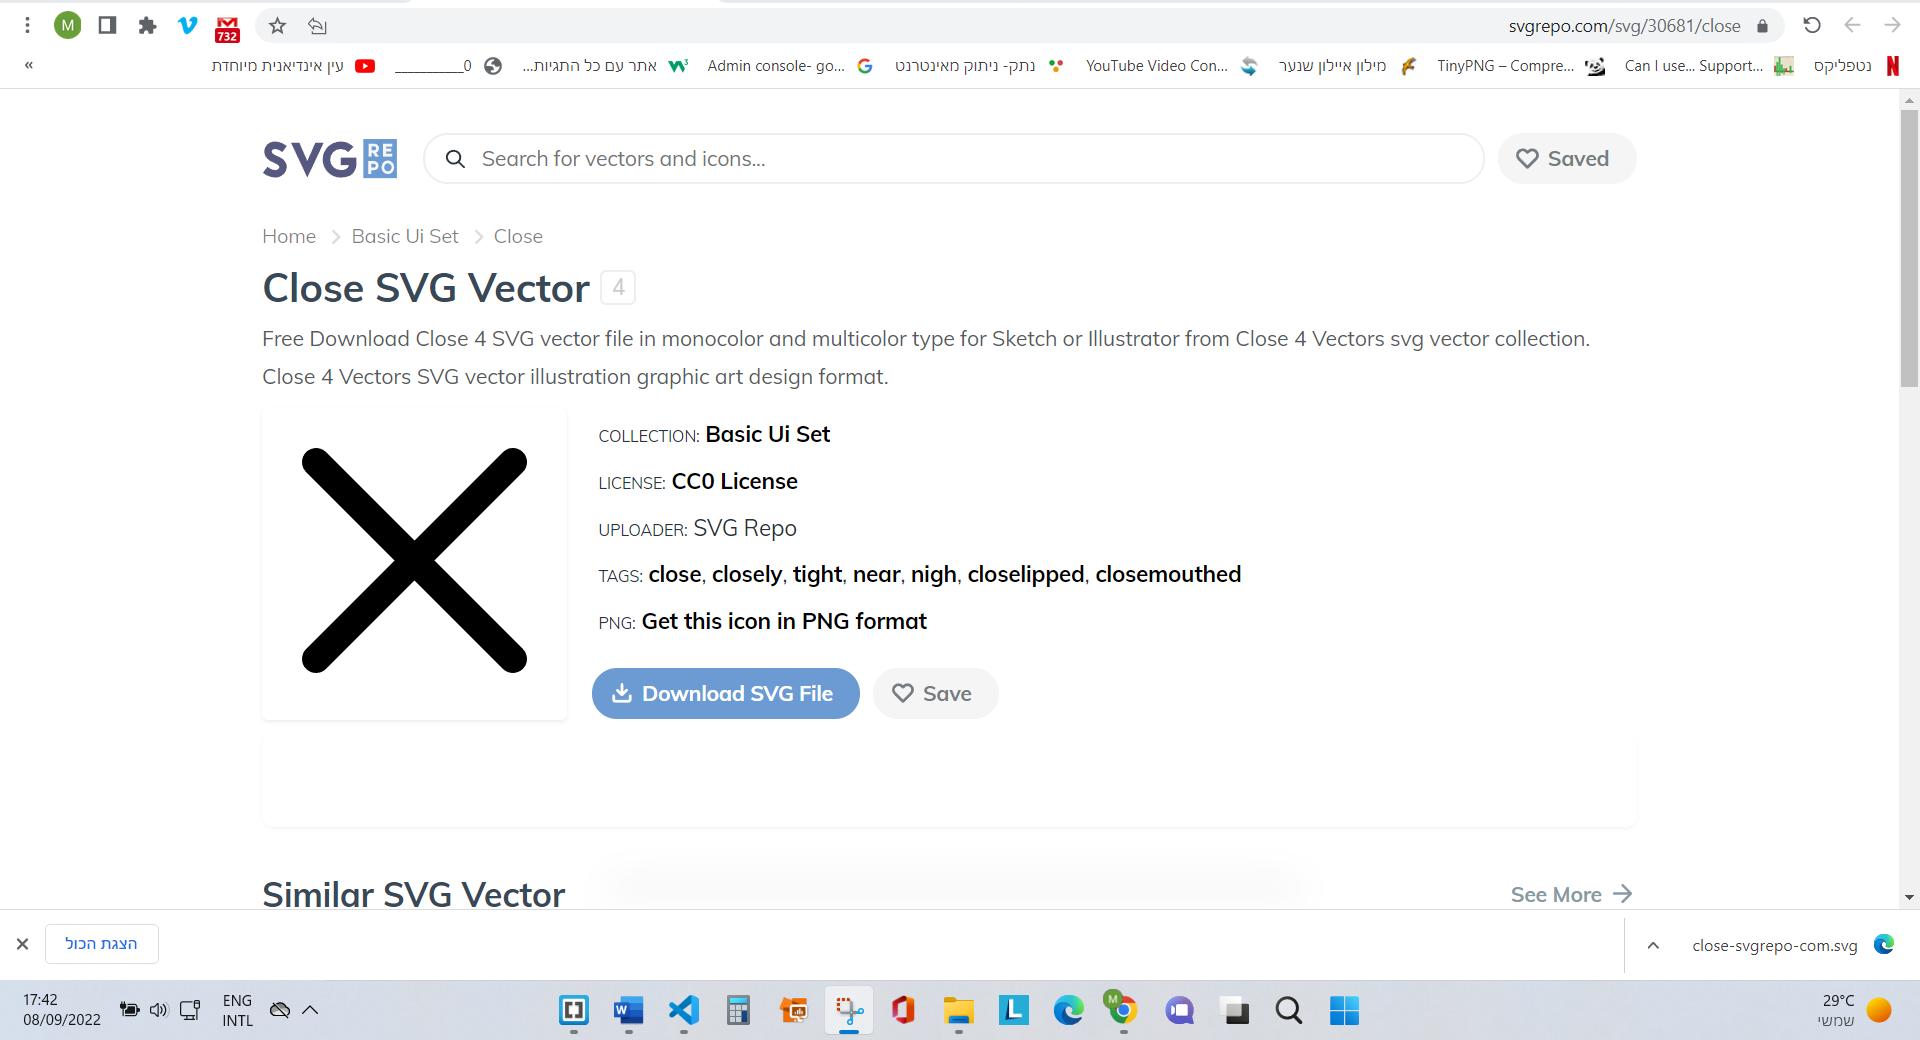 M
732
svgrepo.com/svg/30681/close
«
עין אינדיאנית מיוחדת
__________0
אתר עם כל התגיות...
Admin console- go...
נתק- ניתוק מאינטרנט
YouTube Video Con...
מילון איילון שנער
TinyPNG – Compre...
Can I use... Support...
נטפליקס
SVG REPO
Search for vectors and icons...
Saved
Home
Basic Ui Set
Close
Close SVG Vector 4
Free Download Close 4 SVG vector file in monocolor and multicolor type for Sketch or Illustrator from Close 4 Vectors svg vector collection.
Close 4 Vectors SVG vector illustration graphic art design format.
COLLECTION: Basic Ui Set
LICENSE: CC0 License
UPLOADER: SVG Repo
TAGS: close, closely, tight, near, nigh, closelipped, closemouthed
PNG: Get this icon in PNG format
Download SVG File
Save
Similar SVG Vector
See More
הצגת הכול
close-svgrepo-com.svg
17:42
08/09/2022
ENG
INTL
29°C
שמשי